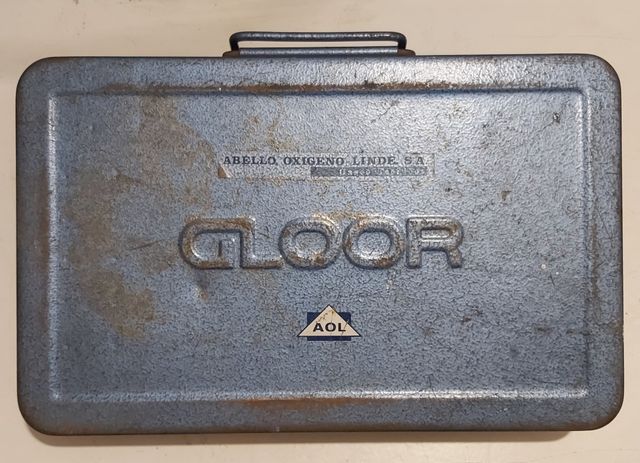 ABELLO, OXIGENO-LINDE, S.A.
GLOOR
AOL